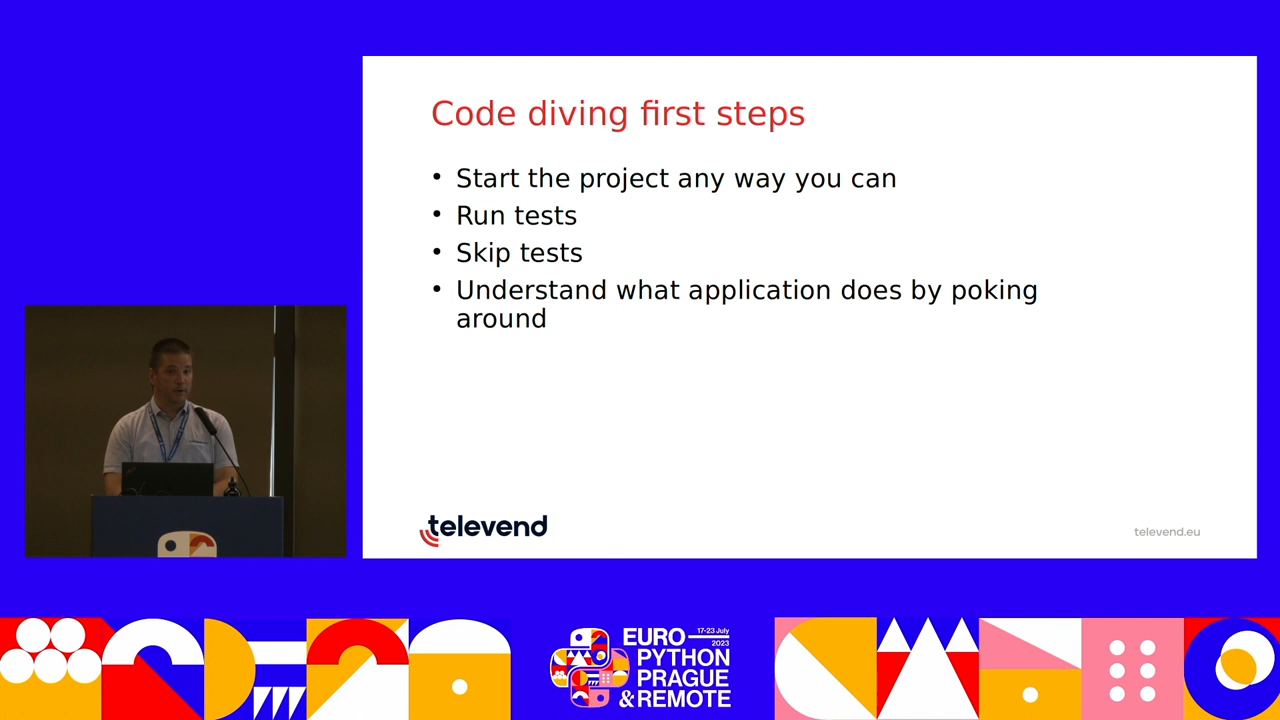 Code diving first steps
• Start the project any way you can
• Run tests
• Skip tests
• Understand what application does by poking
around
televend
televend.eu
EURO 17-23 July
2023
PYTHON
PRAGUE
& REMOTE